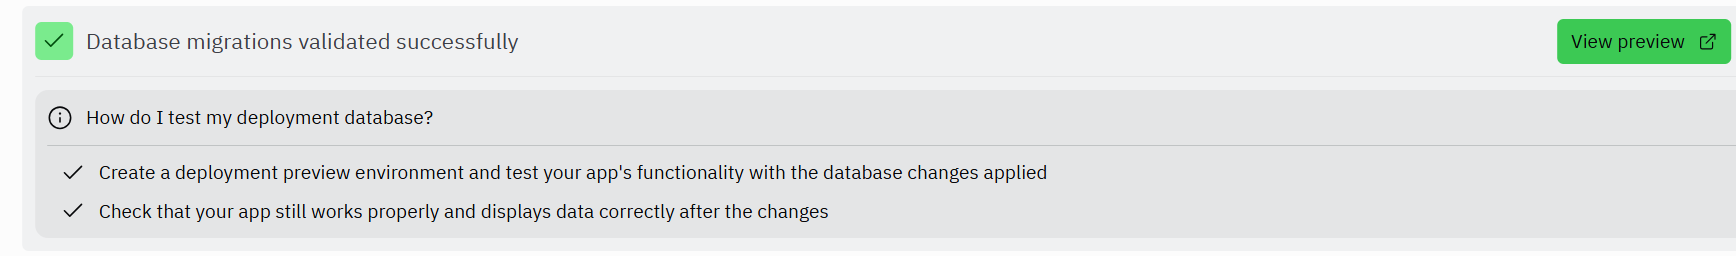 Database migrations validated successfully
View preview
How do I test my deployment database?
Create a deployment preview environment and test your app's functionality with the database changes applied
Check that your app still works properly and displays data correctly after the changes